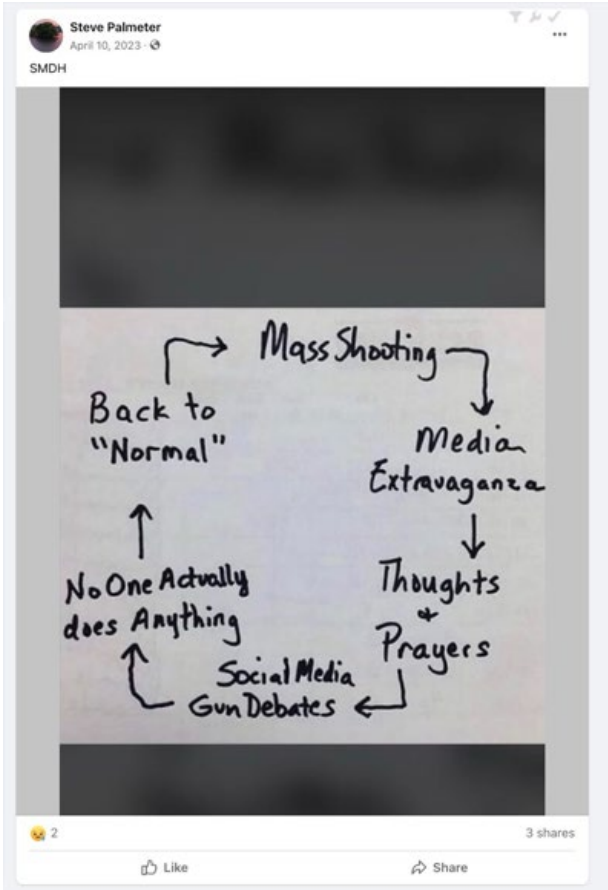 Steve Palmeter
April 10, 2023 ·
SMDH
Mass Shooting
Media
Extravaganza
Thoughts
+
Prayers
Social Media
Gun Debates
No One Actually
does Anything
Back to
"Normal"
2
3 shares
Like
Share